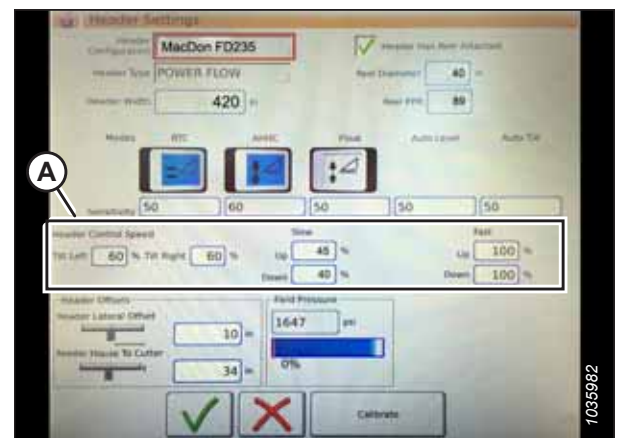 Header Settings
Header Configuration MacDon FD235 Header Has Reel Attached
Header Type POWER FLOW Reel Diameter 40 in
Header Width 420 in Reel PPR 89
Modes RTC AHHC Float Auto Level Auto Tilt
A
Sensitivity 50 60 50 50 50
Header Control Speed Slow Fast
Tilt Left 60 % Tilt Right 60 % Up 45 % Up 100 %
Down 40 % Down 100 %
Header Offsets Field Pressure
Header Lateral Offset 1647 psi
10 in
Feeder House To Cutter 0%
34 in
Calibrate
1035982